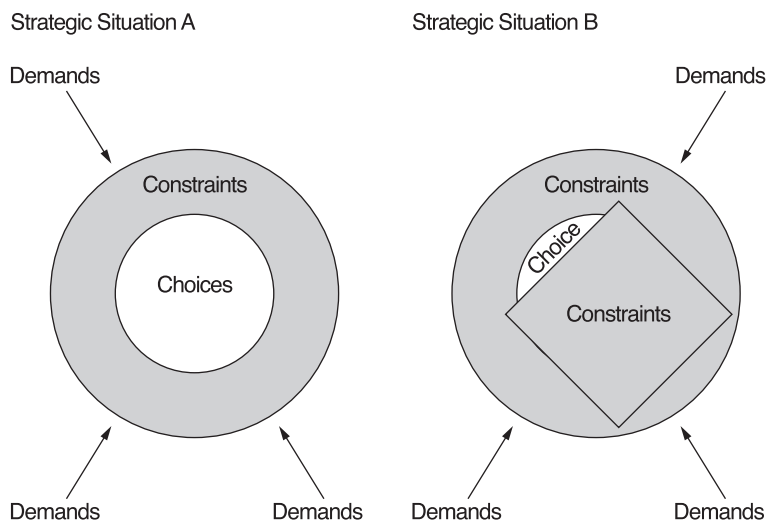 Strategic Situation A
Strategic Situation B
Demands
Demands
Constraints
Constraints
Choice
Choices
Constraints
Demands
Demands
Demands
Demands